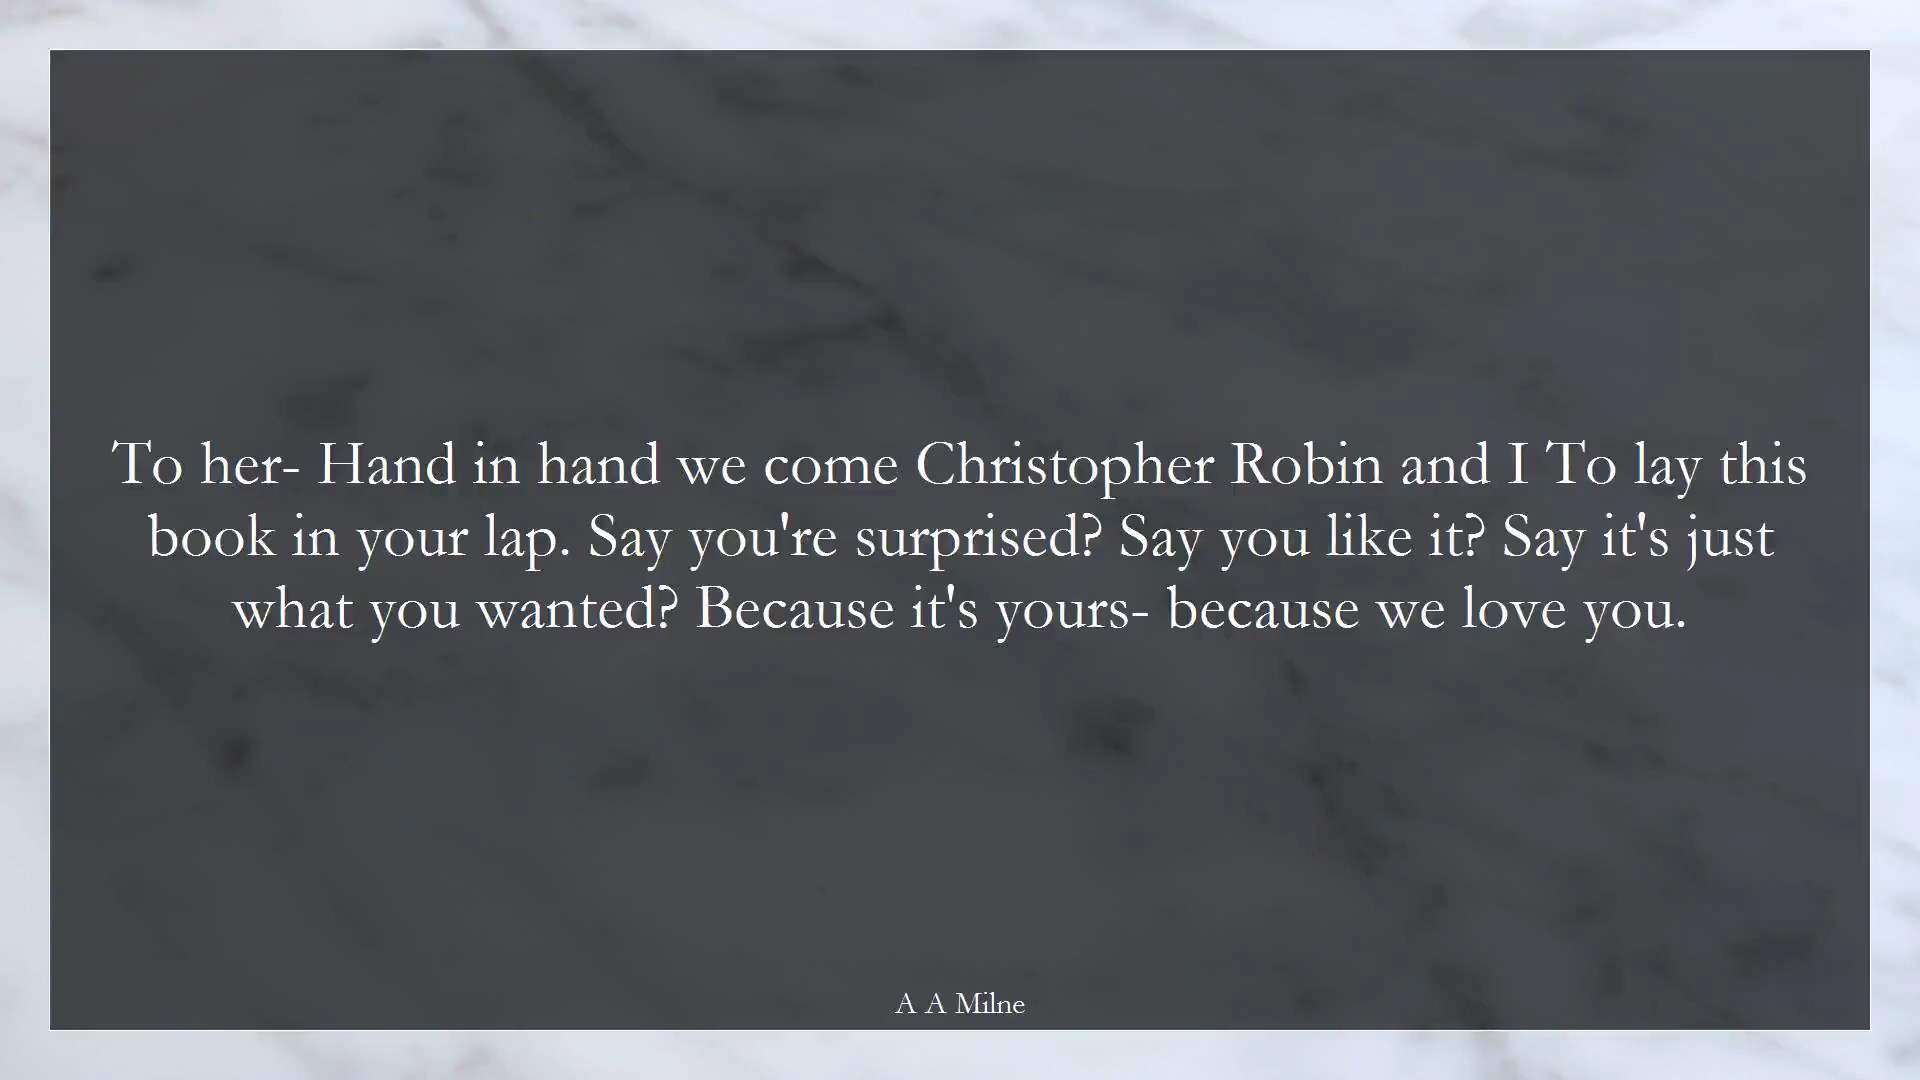 To her- Hand in hand we come Christopher Robin and I To lay this
book in your lap. Say you're surprised? Say you like it? Say it's just
what you wanted? Because it's yours- because we love you.
A A Milne